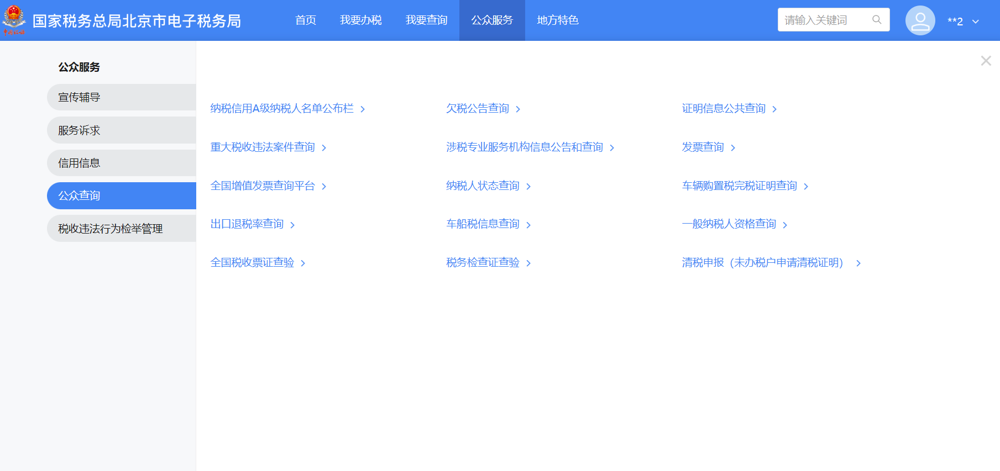 国家税务总局北京市电子税务局
首页 我要办税 我要查询 公众服务 地方特色
请输入关键词
**2
公众服务
宣传辅导
服务诉求
信用信息
公众查询
税收违法行为检举管理
纳税信用A级纳税人名单公布栏
欠税公告查询
证明信息公共查询
重大税收违法案件查询
涉税专业服务机构信息公告和查询
发票查询
全国增值发票查询平台
纳税人状态查询
车辆购置税完税证明查询
出口退税率查询
车船税信息查询
一般纳税人资格查询
全国税收票证查验
税务检查证查验
清税申报（未办税户申请清税证明）